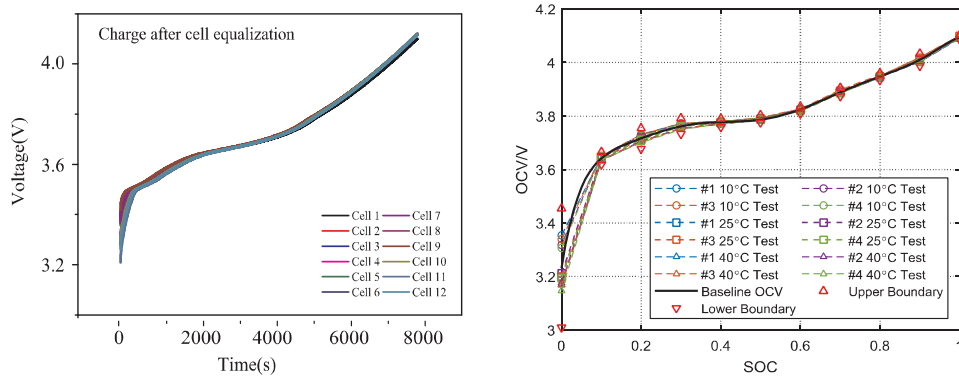 Charge after cell equalization
4.0
3.6
3.2
Voltage(V)
Cell 1 Cell 7
Cell 2 Cell 8
Cell 3 Cell 9
Cell 4 Cell 10
Cell 5 Cell 11
Cell 6 Cell 12
0 2000 4000 6000 8000
Time(s)
4.2
4
3.8
3.6
3.4
3.2
3
OCV/V
#1 10°C Test #2 10°C Test
#3 10°C Test #4 10°C Test
#1 25°C Test #2 25°C Test
#3 25°C Test #4 25°C Test
#1 40°C Test #2 40°C Test
#3 40°C Test #4 40°C Test
Baseline OCV Upper Boundary
Lower Boundary
0 0.2 0.4 0.6 0.8 1
SOC